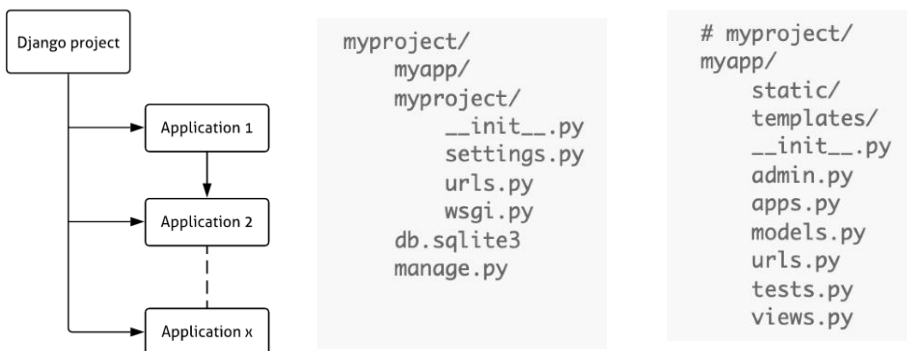 Django project
Application 1
Application 2
Application x
myproject/
myapp/
myproject/
__init__.py
settings.py
urls.py
wsgi.py
db.sqlite3
manage.py
# myproject/
myapp/
static/
templates/
__init__.py
admin.py
apps.py
models.py
urls.py
tests.py
views.py